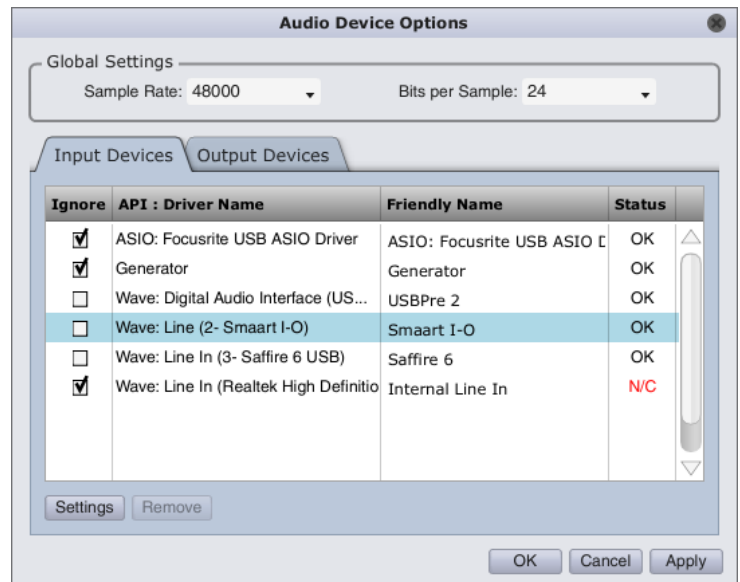 Audio Device Options
Global Settings
Sample Rate: 48000 Bits per Sample: 24
Input Devices Output Devices
Ignore API : Driver Name Friendly Name Status
ASIO: Focusrite USB ASIO Driver ASIO: Focusrite USB ASIO D OK
Generator Generator OK
Wave: Digital Audio Interface (US... USBPre 2 OK
Wave: Line (2- Smaart I-O) Smaart I-O OK
Wave: Line In (3- Saffire 6 USB) Saffire 6 OK
Wave: Line In (Realtek High Definitio Internal Line In N/C
Settings Remove
OK Cancel Apply